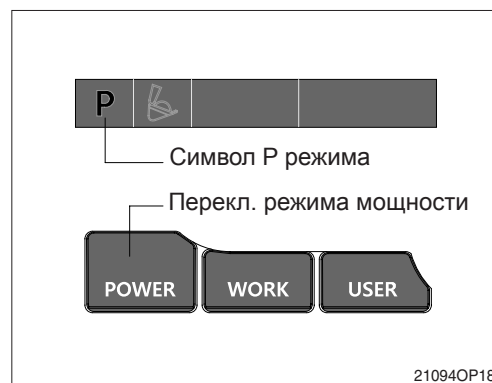 P
Символ P режима
Перекл. режима мощности
POWER WORK USER
21094OP18